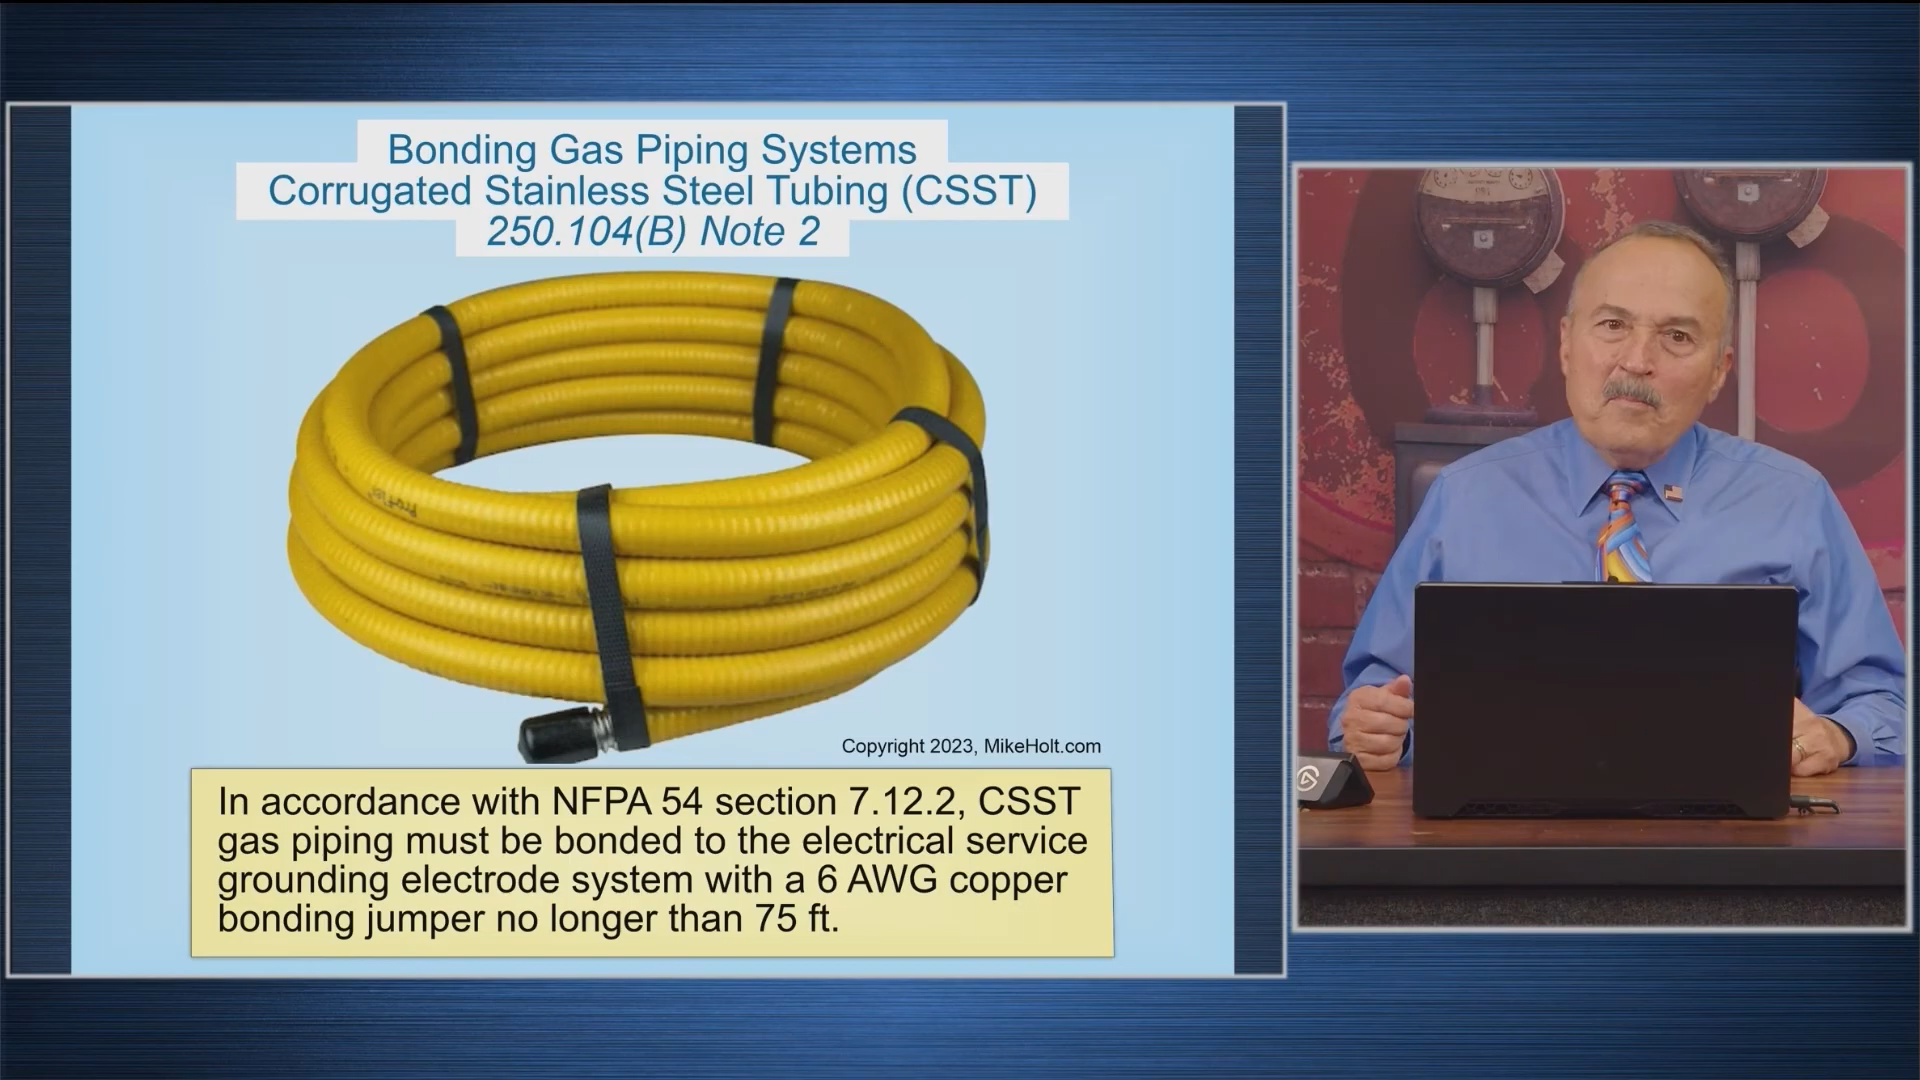 Bonding Gas Piping Systems
Corrugated Stainless Steel Tubing (CSST)
250.104(B) Note 2
Copyright 2023, MikeHolt.com
In accordance with NFPA 54 section 7.12.2, CSST
gas piping must be bonded to the electrical service
grounding electrode system with a 6 AWG copper
bonding jumper no longer than 75 ft.